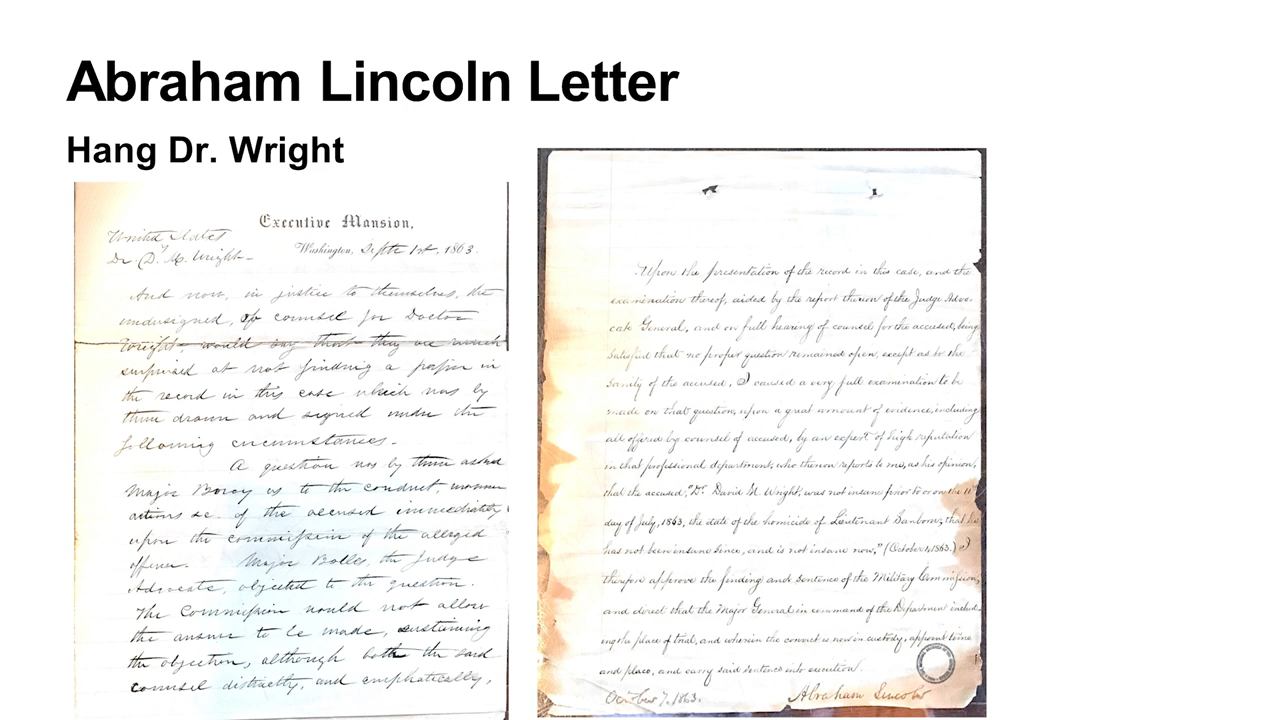 Abraham Lincoln Letter
Hang Dr. Wright
Executive Mansion,
United States
Washington, Septr 1st, 1863.
Dr. D. M. Wright
And now, in justice to themselves, the
undersigned, of counsel for Doctor
Wright, would say that they are much
surprised at not finding a paper in
the record in this case which was by
them drawn and signed under the
following circumstances.
A question was by them asked
Major Bovay as to the conduct, manner
actions &c. of the accused immediately
upon the commission of the alleged
offence. Major Bolles, the Judge
Advocate, objected to the question.
The Commission would not allow
the answer to be made, sustaining
the objection, although both the said
counsel distinctly, and emphatically,
Upon the presentation of the record in this case, and the
examination thereof, aided by the report thereon of the Judge Advo-
cate General, and on full hearing of counsel for the accused, being
satisfied that no proper question remained open, except as to the
sanity of the accused, I caused a very full examination to be
made on that question, upon a great amount of evidence, including
all offered by counsel of accused, by an expert of high reputation
in that professional department, who thereon reports to me, as his opinion,
that the accused, "Dr. David M. Wright, was not insane prior to or on the 11th
day of July, 1863, the date of the homicide of Lieutenant Sanborn; that he
has not been insane since, and is not insane now." (October 1, 1863.) I
therefore approve the finding and sentence of the Military Commission,
and direct that the Major General in command of the Department includ-
ing the place of trial, and wherein the convict is now in custody, appoint time
and place, and carry said sentence into execution.
October 7, 1863.
Abraham Lincoln